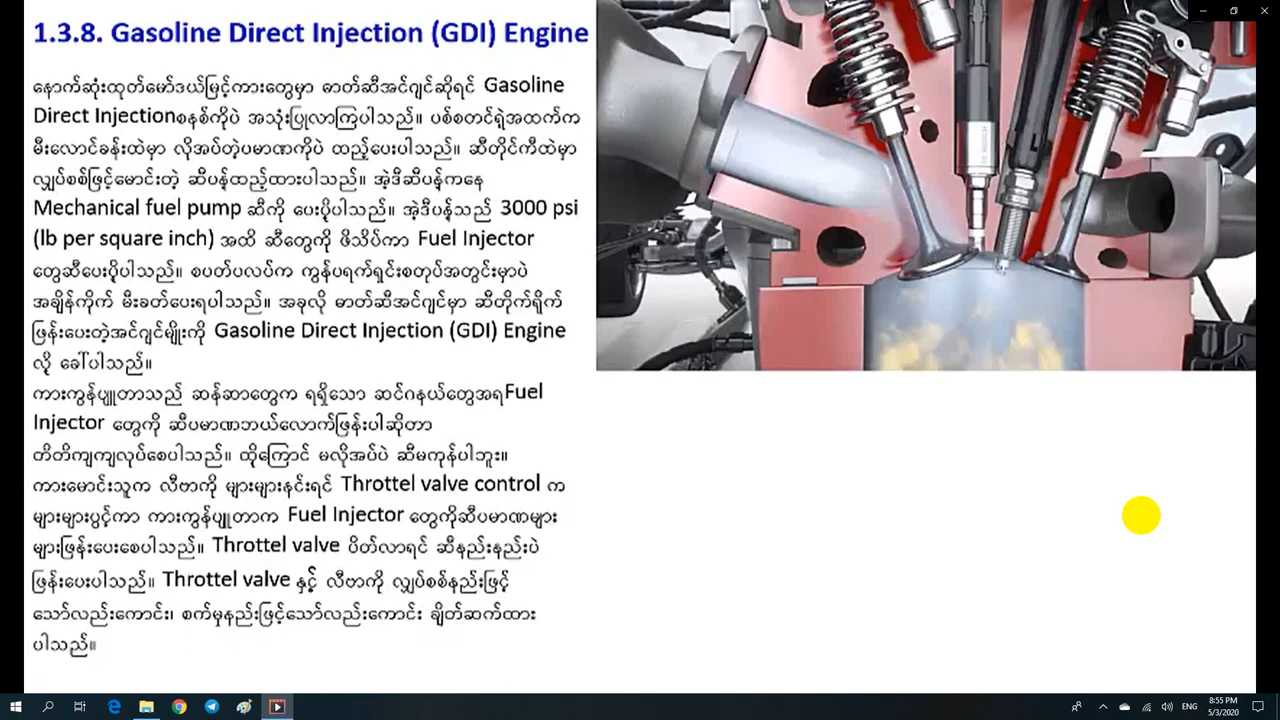 1.3.8. Gasoline Direct Injection (GDI) Engine
နောက်ဆုံးထုတ်မော်ဒယ်မြင့်ကားတွေမှာ ဓာတ်ဆီအင်ဂျင်ဆိုရင် Gasoline
Direct Injectionစနစ်ကိုပဲ အသုံးပြုလာကြပါသည်။ ပစ်စတင်ရဲ့အထက်က
မီးလောင်ခန်းထဲမှာ လိုအပ်တဲ့ပမာဏကိုပဲ ထည့်ပေးပါသည်။ ဆီတိုင်ကီထဲမှာ
လျှပ်စစ်ဖြင့်မောင်းတဲ့ ဆီပန့်ထည့်ထားပါသည်။ အဲ့ဒီဆီပန့်ကနေ
Mechanical fuel pump ဆီကို ပေးပို့ပါသည်။ အဲ့ဒီပန့်သည် 3000 psi
(lb per square inch) အထိ ဆီတွေကို ဖိသိပ်ကာ Fuel Injector
တွေဆီပေးပို့ပါသည်။ စပတ်ပလပ်က ကွန်ပရက်ရှင်းစတုပ်အတွင်းမှာပဲ
အချိန်ကိုက် မီးခတ်ပေးရပါသည်။ အခုလို ဓာတ်ဆီအင်ဂျင်မှာ ဆီတိုက်ရှိုက်
ဖြန်းပေးတဲ့အင်ဂျင်မျိုးကို Gasoline Direct Injection (GDI) Engine
လို့ ခေါ်ပါသည်။
ကားကွန်ပျူတာသည် ဆန်ဆာတွေက ရရှိသော ဆင်ဂနယ်တွေအရFuel
Injector တွေကို ဆီပမာဏဘယ်လောက်ဖြန်းပါဆိုတာ
တိတိကျကျလုပ်စေပါသည်။ ထို့ကြောင် မလိုအပ်ပဲ ဆီမကုန်ပါဘူး။
ကားမောင်းသူက လီဗာကို များများနင်းရင် Throttel valve control က
များများပွင့်ကာ ကားကွန်ပျူတာက Fuel Injector တွေကိုဆီပမာဏများ
များဖြန်းပေးစေပါသည်။ Throttel valve ပိတ်လာရင် ဆီနည်းနည်းပဲ
ဖြန်းပေးပါသည်။ Throttel valve နှင့် လီဗာကို လျှပ်စစ်နည်းဖြင့်
သော်လည်းကောင်း၊ စက်မှုနည်းဖြင့်သော်လည်းကောင်း ချိတ်ဆက်ထား
ပါသည်။
BOSCH
ENG
8:55 PM
5/3/2020